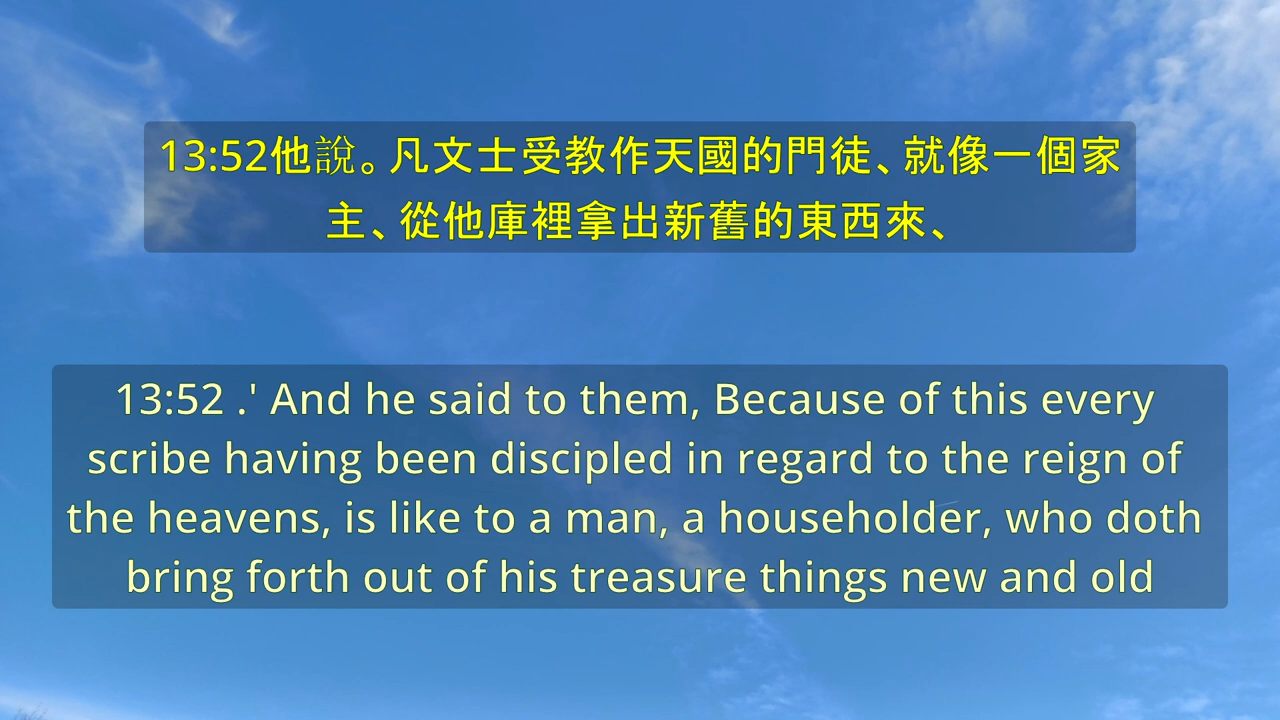 13:52他說。凡文士受教作天國的門徒、就像一個家
主、從他庫裡拿出新舊的東西來、
13:52 .' And he said to them, Because of this every
scribe having been discipled in regard to the reign of
the heavens, is like to a man, a householder, who doth
bring forth out of his treasure things new and old